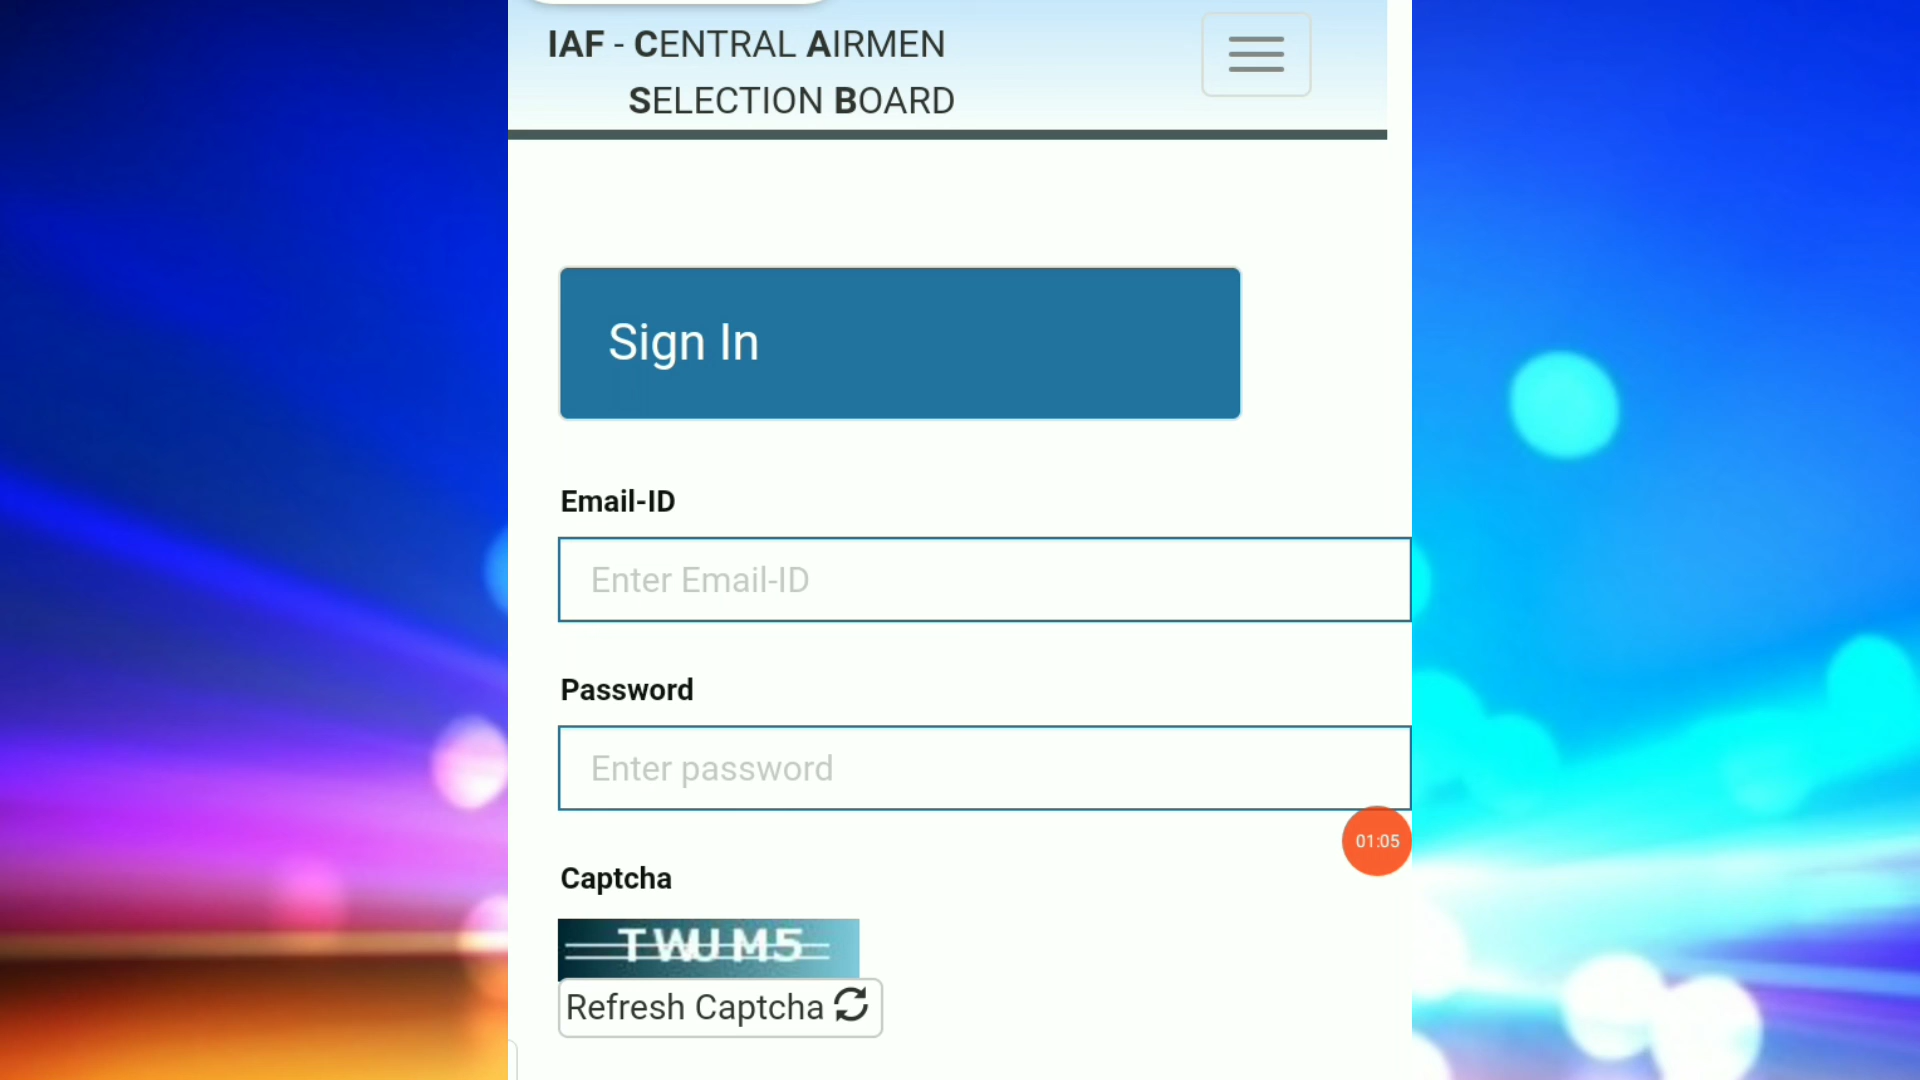 IAF - CENTRAL AIRMEN
SELECTION BOARD
Sign In
Email-ID
Enter Email-ID
Password
Enter password
01:05
Captcha
TWJM5
Refresh Captcha